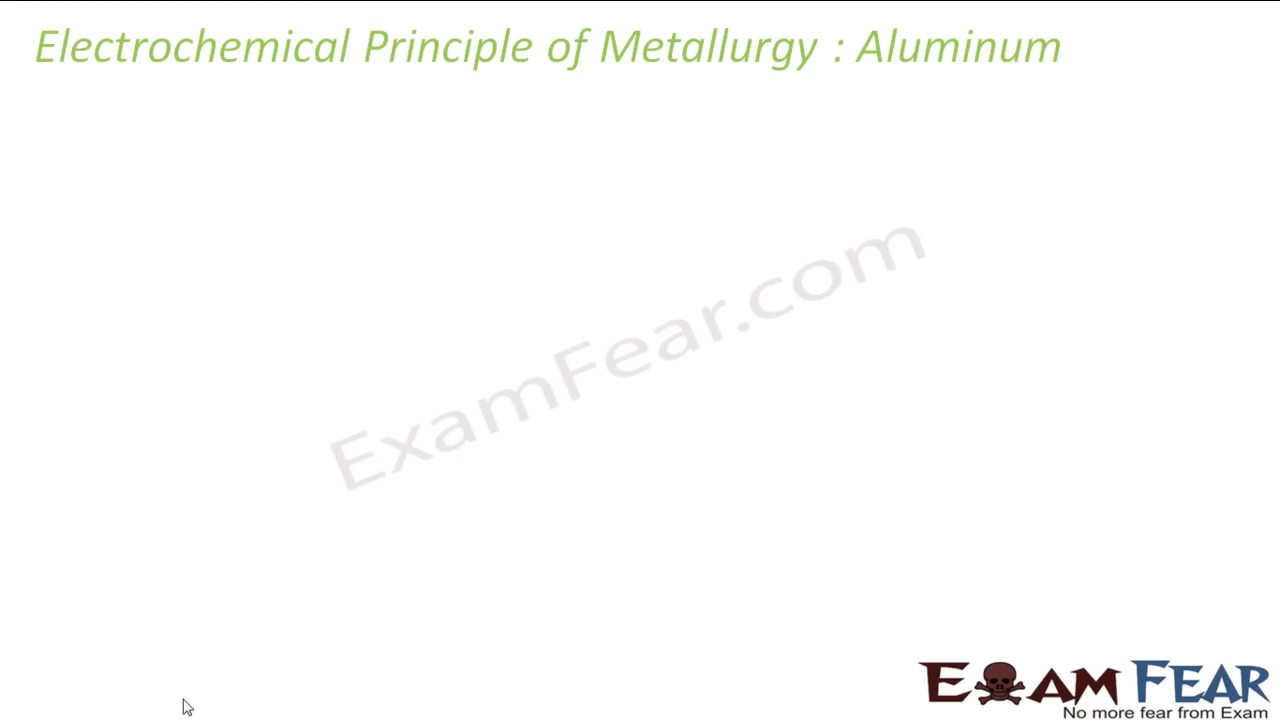 Electrochemical Principle of Metallurgy : Aluminum
ExamFear.com
EXAM FEAR
No more fear from Exam